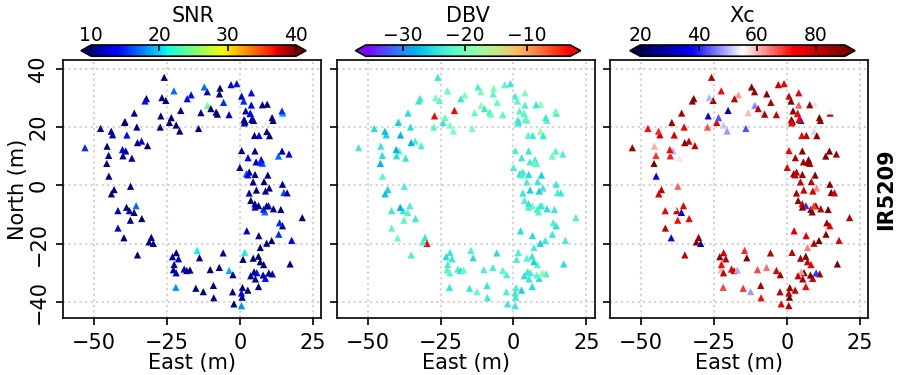 SNR DBV Xc
10 20 30 40 −30 −20 −10 20 40 60 80
40
20
0
−20
−40
North (m)
−50 −25 0 25 −50 −25 0 25 −50 −25 0 25
East (m) East (m) East (m)
IR5209